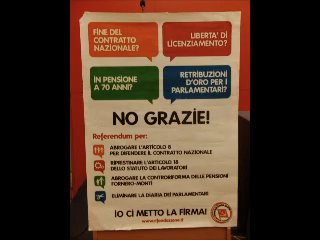 FINE DEL
CONTRATTO
NAZIONALE?
LIBERTA' DI
LICENZIAMENTO?
IN PENSIONE
A 70 ANNI?
RETRIBUZIONI
D'ORO PER I
PARLAMENTARI?
NO GRAZIE!
Referendum per:
ABROGARE L'ARTICOLO 8
PER DIFENDERE IL CONTRATTO NAZIONALE
RIPRISTINARE L'ARTICOLO 18
DELLO STATUTO DEI LAVORATORI
ABROGARE LA CONTRORIFORMA DELLE PENSIONI
FORNERO-MONTI
ELIMINARE LA DIARIA DEI PARLAMENTARI
IO CI METTO LA FIRMA!